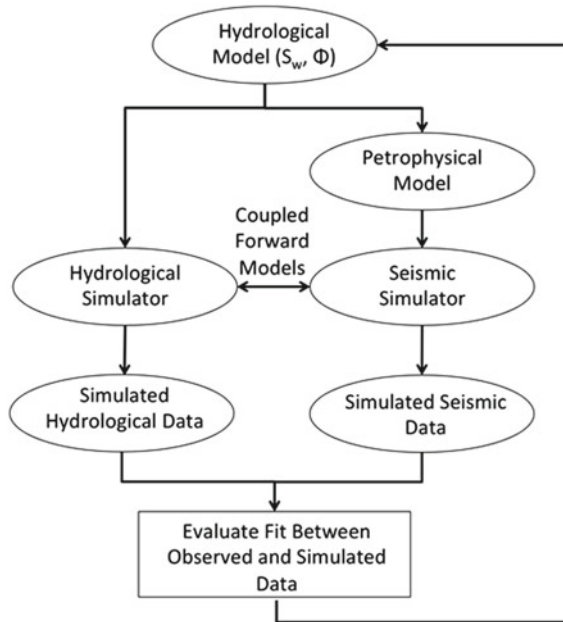 Hydrological
Model (Sw, Φ)
Petrophysical
Model
Coupled
Forward
Models
Hydrological
Simulator
Seismic
Simulator
Simulated
Hydrological Data
Simulated Seismic
Data
Evaluate Fit Between
Observed and Simulated
Data